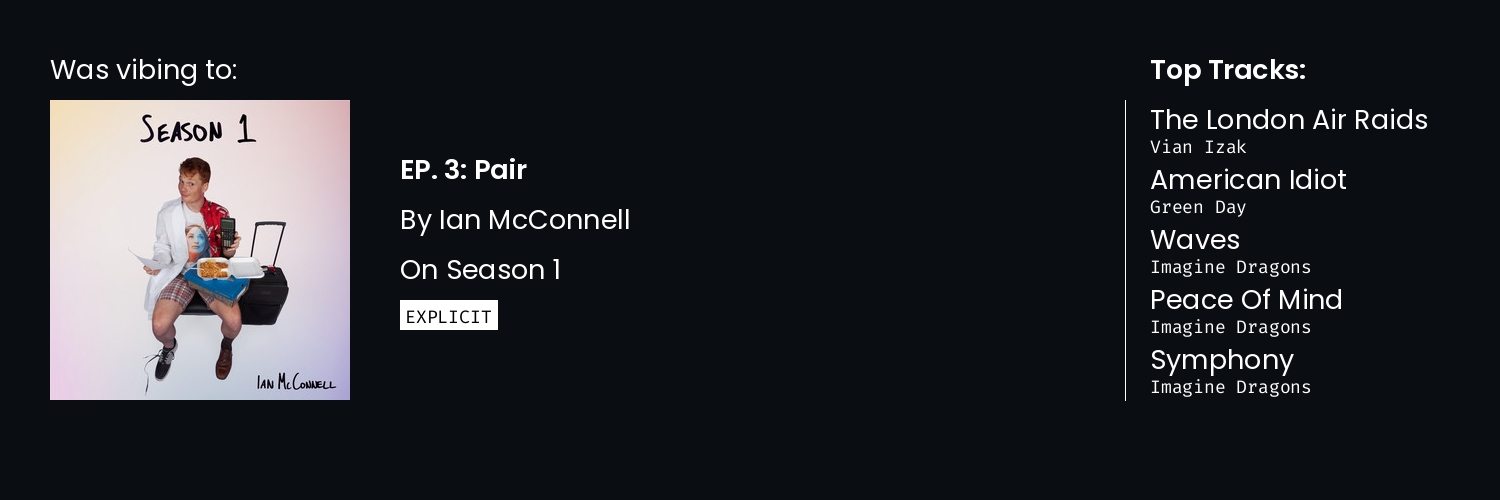 Was vibing to:
SEASON 1
IAN MCCONNELL
EP. 3: Pair
By Ian McConnell
On Season 1
EXPLICIT
Top Tracks:
The London Air Raids
Vian Izak
American Idiot
Green Day
Waves
Imagine Dragons
Peace Of Mind
Imagine Dragons
Symphony
Imagine Dragons